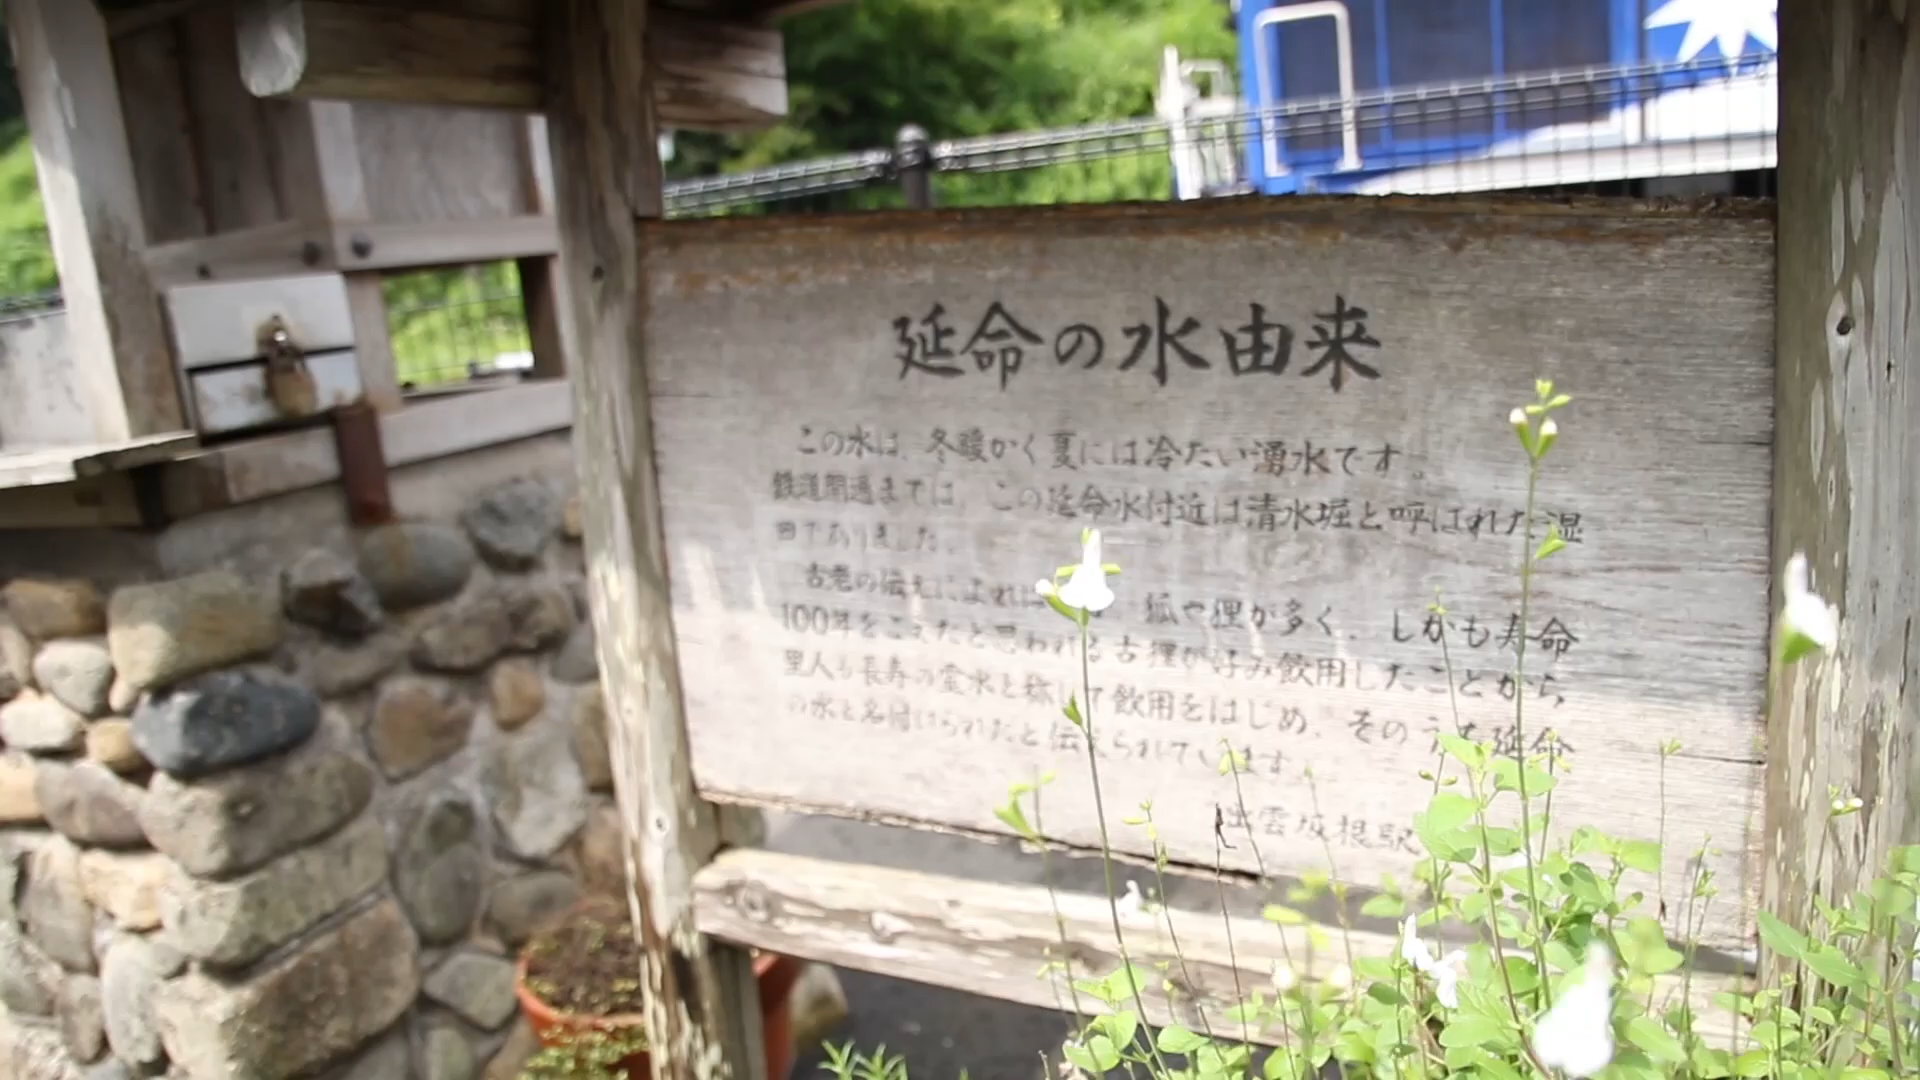 延命の水由来
この水は、冬暖かく夏には冷たい湧水です。
鉄道開通までは、この延命水付近は清水堀と呼ばれた湿
田でありました。
古老の伝えによれば 狐や狸が多く、しかも寿命
100年をこえたと思われる古狸が好み飲用したことから
里人も長寿の霊水と称して飲用をはじめ、そのうち延命
の水と名付けられたと伝えられています。
出雲坂根駅